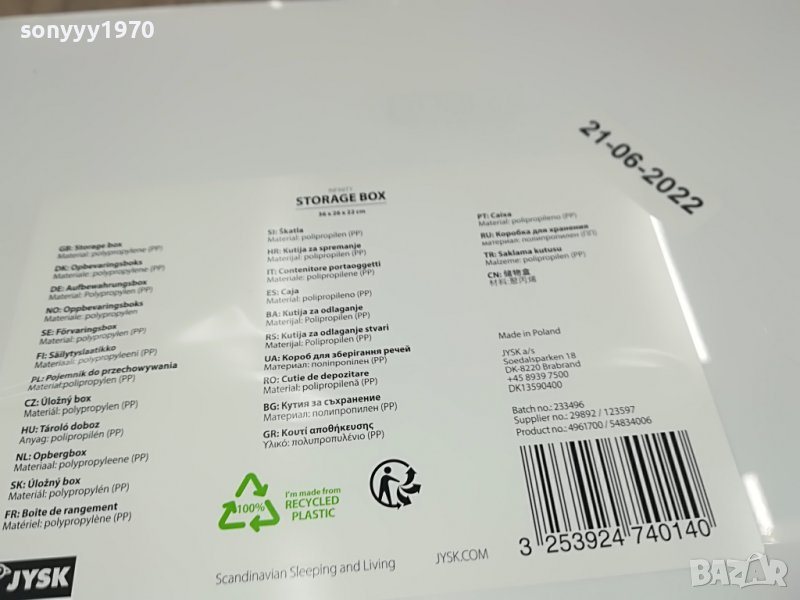 sonyyy1970
21-06-2022
INFINITY
STORAGE BOX
36 x 26 x 22 cm
GB: Storage box
Material: polypropylene (PP)
DK: Opbevaringsboks
Materiale: polypropylene (PP)
DE: Aufbewahrungsbox
Material: Polypropylen (PP)
NO: Oppbevaringsboks
Materiale: polypropylen
SE: Förvaringsbox
Material: polypropylen (PP)
FI: Säilytyslaatikko
Materiaali: polypropyleeni (PP)
PL: Pojemnik do przechowywania
Materiał:polipropylen (PP)
CZ: Úložný box
Materiál: polypropylen (PP)
HU: Tároló doboz
Anyag: polipropilén (PP)
NL: Opbergbox
Materiaal: polypropyleene (PP)
SK: Úložný box
Materiál: polypropylén (PP)
FR: Boite de rangement
Matériel: polypropylène (PP)
SI: Škatla
Material: polipropilen (PP)
HR: Kutija za spremanje
Materijal: polipropilen (PP)
IT: Contenitore portaoggetti
Materiale: polipropilene (PP)
ES: Caja
Material: polipropileno (PP)
BA: Kutija za odlaganje
Materijal: Polipropilen (PP)
RS: Kutija za odlaganje stvari
Materijal: Polipropilen (PP)
UA: Короб для зберігання речей
Материал: поліпропілен (PP)
RO: Cutie de depozitare
Material: polipropilenă (PP)
BG: Кутия за съхранение
Материал: полипропилен (PP)
GR: Κουτί αποθήκευσης
Υλικό: πολυπροπυλένιο (PP)
PT: Caixa
Material: polipropileno (PP)
RU: Коробка для хранения
материал: полипропилен (ПП)
TR: Saklama kutusu
Malzeme: polipropilen (PP)
CN: 储物盒
材料: 聚丙烯
Made in Poland
JYSK a/s
Soedalsparken 18
DK-8220 Brabrand
+45 8939 7500
DK13590400
Batch no.: 233496
Supplier no.: 29892 / 123597
Product no.: 4961700 / 54834006
100%
I'm made from
RECYCLED
PLASTIC
3 253924 740140
JYSK
Scandinavian Sleeping and Living
JYSK.COM
BAZAR